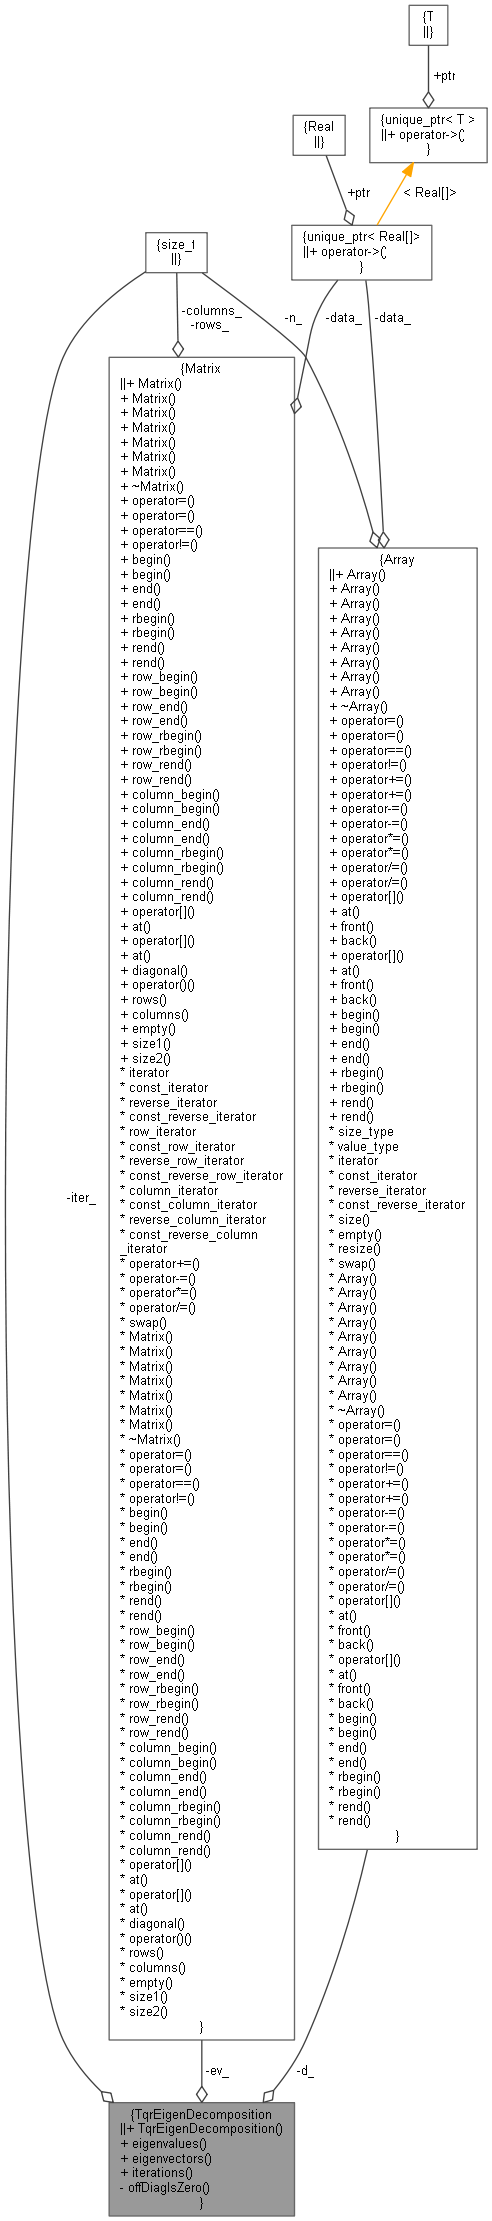 {T
||}
+ptr
{unique_ptr< T >
||+ operator->(;
}
{Real
||}
+ptr
< Real[]>
{unique_ptr< Real[]>
||+ operator->(;
}
{size_t
||}
-columns_
-rows_
-n_
-data_
-data_
{Matrix
||+ Matrix()
+ Matrix()
+ Matrix()
+ Matrix()
+ Matrix()
+ Matrix()
+ Matrix()
+ ~Matrix()
+ operator=()
+ operator=()
+ operator==()
+ operator!=()
+ begin()
+ begin()
+ end()
+ end()
+ rbegin()
+ rbegin()
+ rend()
+ rend()
+ row_begin()
+ row_begin()
+ row_end()
+ row_end()
+ row_rbegin()
+ row_rbegin()
+ row_rend()
+ row_rend()
+ column_begin()
+ column_begin()
+ column_end()
+ column_end()
+ column_rbegin()
+ column_rbegin()
+ column_rend()
+ column_rend()
+ operator[]()
+ at()
+ operator[]()
+ at()
+ diagonal()
+ operator()()
+ rows()
+ columns()
+ empty()
+ size1()
+ size2()
* iterator
* const_iterator
* reverse_iterator
* const_reverse_iterator
* row_iterator
* const_row_iterator
* reverse_row_iterator
* const_reverse_row_iterator
* column_iterator
* const_column_iterator
* reverse_column_iterator
* const_reverse_column
_iterator
* operator+=()
* operator-=()
* operator*=()
* operator/=()
* swap()
* Matrix()
* Matrix()
* Matrix()
* Matrix()
* Matrix()
* Matrix()
* Matrix()
* ~Matrix()
* operator=()
* operator=()
* operator==()
* operator!=()
* begin()
* begin()
* end()
* end()
* rbegin()
* rbegin()
* rend()
* rend()
* row_begin()
* row_begin()
* row_end()
* row_end()
* row_rbegin()
* row_rbegin()
* row_rend()
* row_rend()
* column_begin()
* column_begin()
* column_end()
* column_end()
* column_rbegin()
* column_rbegin()
* column_rend()
* column_rend()
* operator[]()
* at()
* operator[]()
* at()
* diagonal()
* operator()()
* rows()
* columns()
* empty()
* size1()
* size2()
}
{Array
||+ Array()
+ Array()
+ Array()
+ Array()
+ Array()
+ Array()
+ Array()
+ Array()
+ Array()
+ ~Array()
+ operator=()
+ operator=()
+ operator==()
+ operator!=()
+ operator+=()
+ operator+=()
+ operator-=()
+ operator-=()
+ operator*=()
+ operator*=()
+ operator/=()
+ operator/=()
+ operator[]()
+ at()
+ front()
+ back()
+ operator[]()
+ at()
+ front()
+ back()
+ begin()
+ begin()
+ end()
+ end()
+ rbegin()
+ rbegin()
+ rend()
+ rend()
* size_type
* value_type
* iterator
* const_iterator
* reverse_iterator
* const_reverse_iterator
* size()
* empty()
* resize()
* swap()
* Array()
* Array()
* Array()
* Array()
* Array()
* Array()
* Array()
* Array()
* Array()
* ~Array()
* operator=()
* operator=()
* operator==()
* operator!=()
* operator+=()
* operator+=()
* operator-=()
* operator-=()
* operator*=()
* operator*=()
* operator/=()
* operator/=()
* operator[]()
* at()
* front()
* back()
* operator[]()
* at()
* front()
* back()
* begin()
* begin()
* end()
* end()
* rbegin()
* rbegin()
* rend()
* rend()
}
-iter_
-ev_
-d_
{TqrEigenDecomposition
||+ TqrEigenDecomposition()
+ eigenvalues()
+ eigenvectors()
+ iterations()
- offDiagIsZero()
}